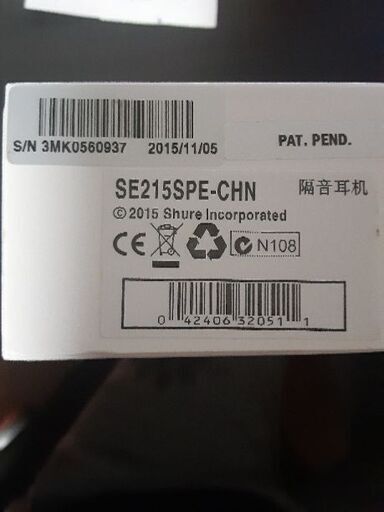 S/N 3MK0560937 2015/11/05
PAT. PEND.
SE215SPE-CHN 隔音耳机
©2015 Shure Incorporated
CE N108
0 42406 32051 1